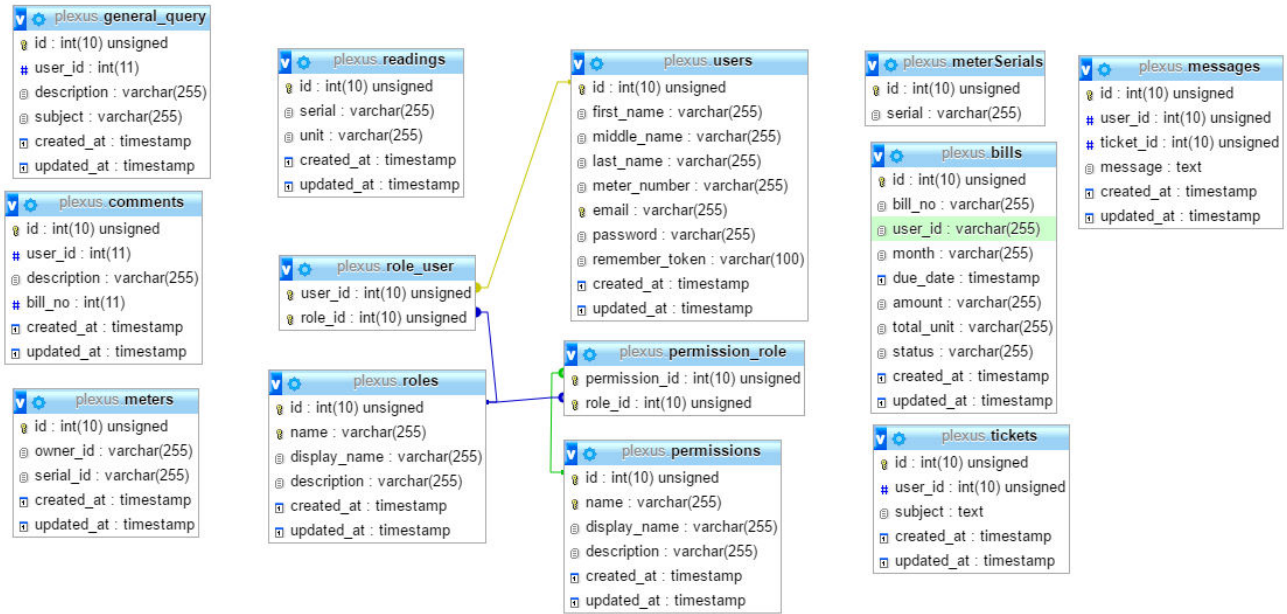 plexus.general_query
id : int(10) unsigned
user_id : int(11)
description : varchar(255)
subject : varchar(255)
created_at : timestamp
updated_at : timestamp
plexus.comments
id : int(10) unsigned
user_id : int(11)
description : varchar(255)
bill_no : int(11)
created_at : timestamp
updated_at : timestamp
plexus.meters
id : int(10) unsigned
owner_id : varchar(255)
serial_id : varchar(255)
created_at : timestamp
updated_at : timestamp
plexus.readings
id : int(10) unsigned
serial : varchar(255)
unit : varchar(255)
created_at : timestamp
updated_at : timestamp
plexus.role_user
user_id : int(10) unsigned
role_id : int(10) unsigned
plexus.roles
id : int(10) unsigned
name : varchar(255)
display_name : varchar(255)
description : varchar(255)
created_at : timestamp
updated_at : timestamp
plexus.users
id : int(10) unsigned
first_name : varchar(255)
middle_name : varchar(255)
last_name : varchar(255)
meter_number : varchar(255)
email : varchar(255)
password : varchar(255)
remember_token : varchar(100)
created_at : timestamp
updated_at : timestamp
plexus.permission_role
permission_id : int(10) unsigned
role_id : int(10) unsigned
plexus.permissions
id : int(10) unsigned
name : varchar(255)
display_name : varchar(255)
description : varchar(255)
created_at : timestamp
updated_at : timestamp
plexus.meterSerials
id : int(10) unsigned
serial : varchar(255)
plexus.bills
id : int(10) unsigned
bill_no : varchar(255)
user_id : varchar(255)
month : varchar(255)
due_date : timestamp
amount : varchar(255)
total_unit : varchar(255)
status : varchar(255)
created_at : timestamp
updated_at : timestamp
plexus.tickets
id : int(10) unsigned
user_id : int(10) unsigned
subject : text
created_at : timestamp
updated_at : timestamp
plexus.messages
id : int(10) unsigned
user_id : int(10) unsigned
ticket_id : int(10) unsigned
message : text
created_at : timestamp
updated_at : timestamp